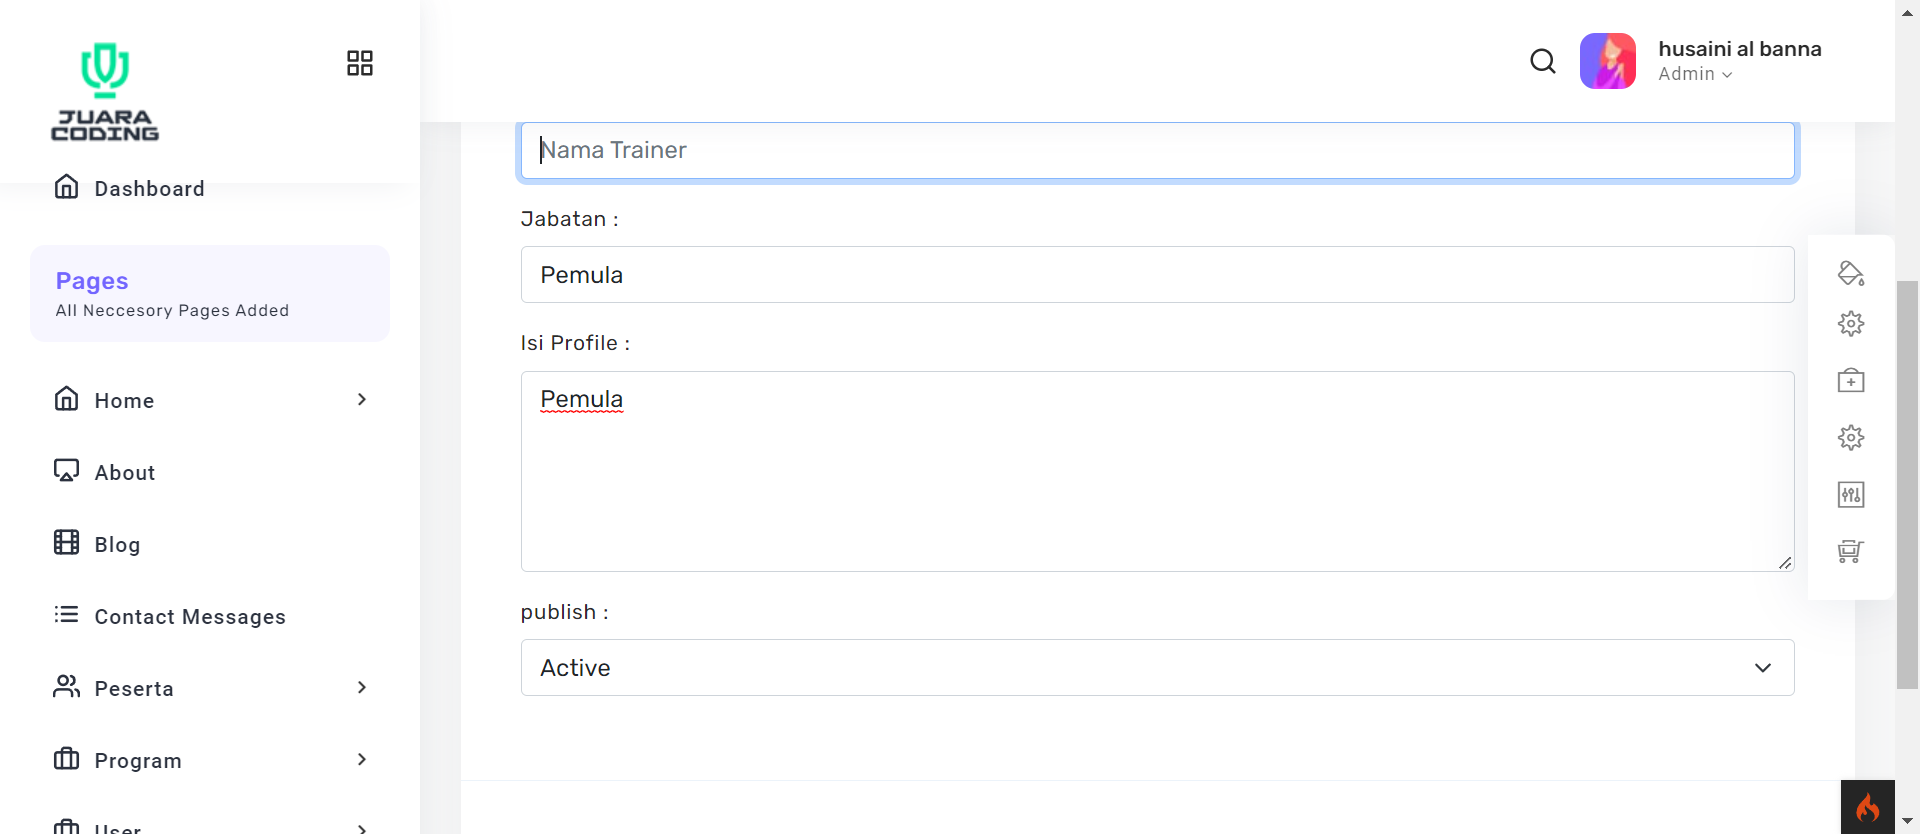 JUARA
CODING
Dashboard
Pages
All Neccesory Pages Added
Home
About
Blog
Contact Messages
Peserta
Program
User
husaini al banna
Admin
Nama Trainer
Jabatan :
Pemula
Isi Profile :
Pemula
publish :
Active